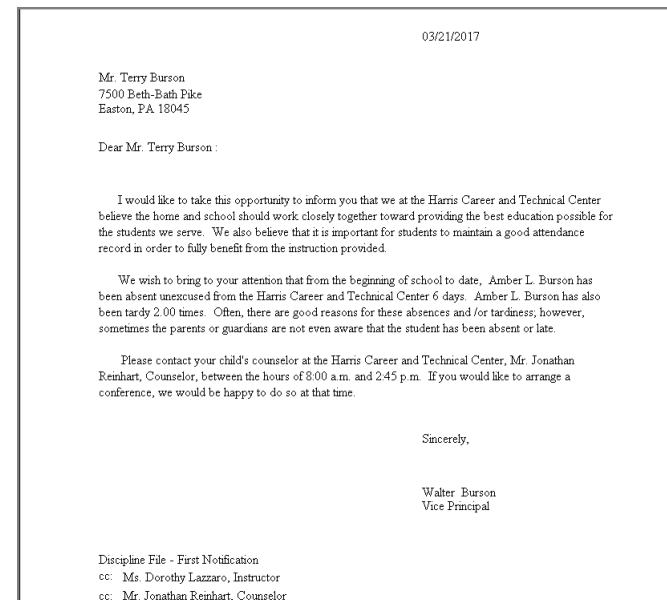 03/21/2017
Mr. Terry Burson
7500 Beth-Bath Pike
Easton, PA 18045
Dear Mr. Terry Burson :
I would like to take this opportunity to inform you that we at the Harris Career and Technical Center
believe the home and school should work closely together toward providing the best education possible for
the students we serve. We also believe that it is important for students to maintain a good attendance
record in order to fully benefit from the instruction provided.
We wish to bring to your attention that from the beginning of school to date, Amber L. Burson has
been absent unexcused from the Harris Career and Technical Center 6 days. Amber L. Burson has also
been tardy 2.00 times. Often, there are good reasons for these absences and /or tardiness; however,
sometimes the parents or guardians are not even aware that the student has been absent or late.
Please contact your child's counselor at the Harris Career and Technical Center, Mr. Jonathan
Reinhart, Counselor, between the hours of 8:00 a.m. and 2:45 p.m. If you would like to arrange a
conference, we would be happy to do so at that time.
Sincerely,
Walter Burson
Vice Principal
Discipline File - First Notification
cc: Ms. Dorothy Lazzaro, Instructor
cc: Mr. Jonathan Reinhart, Counselor